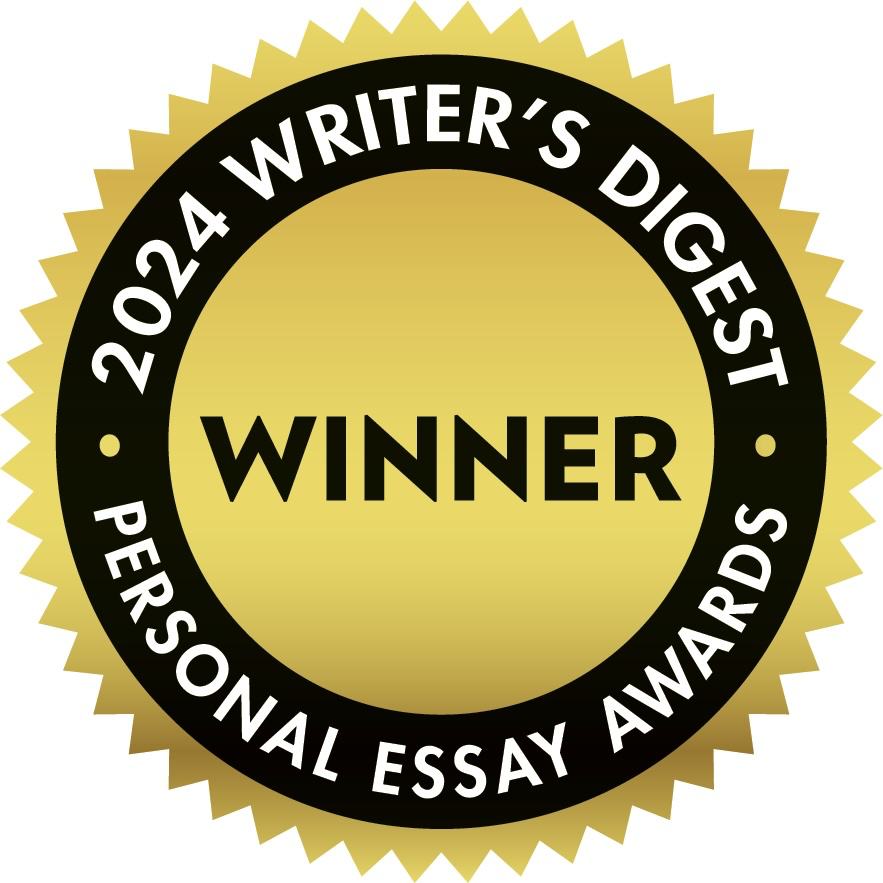 2024 WRITER’S DIGEST
WINNER
PERSONAL ESSAY AWARDS